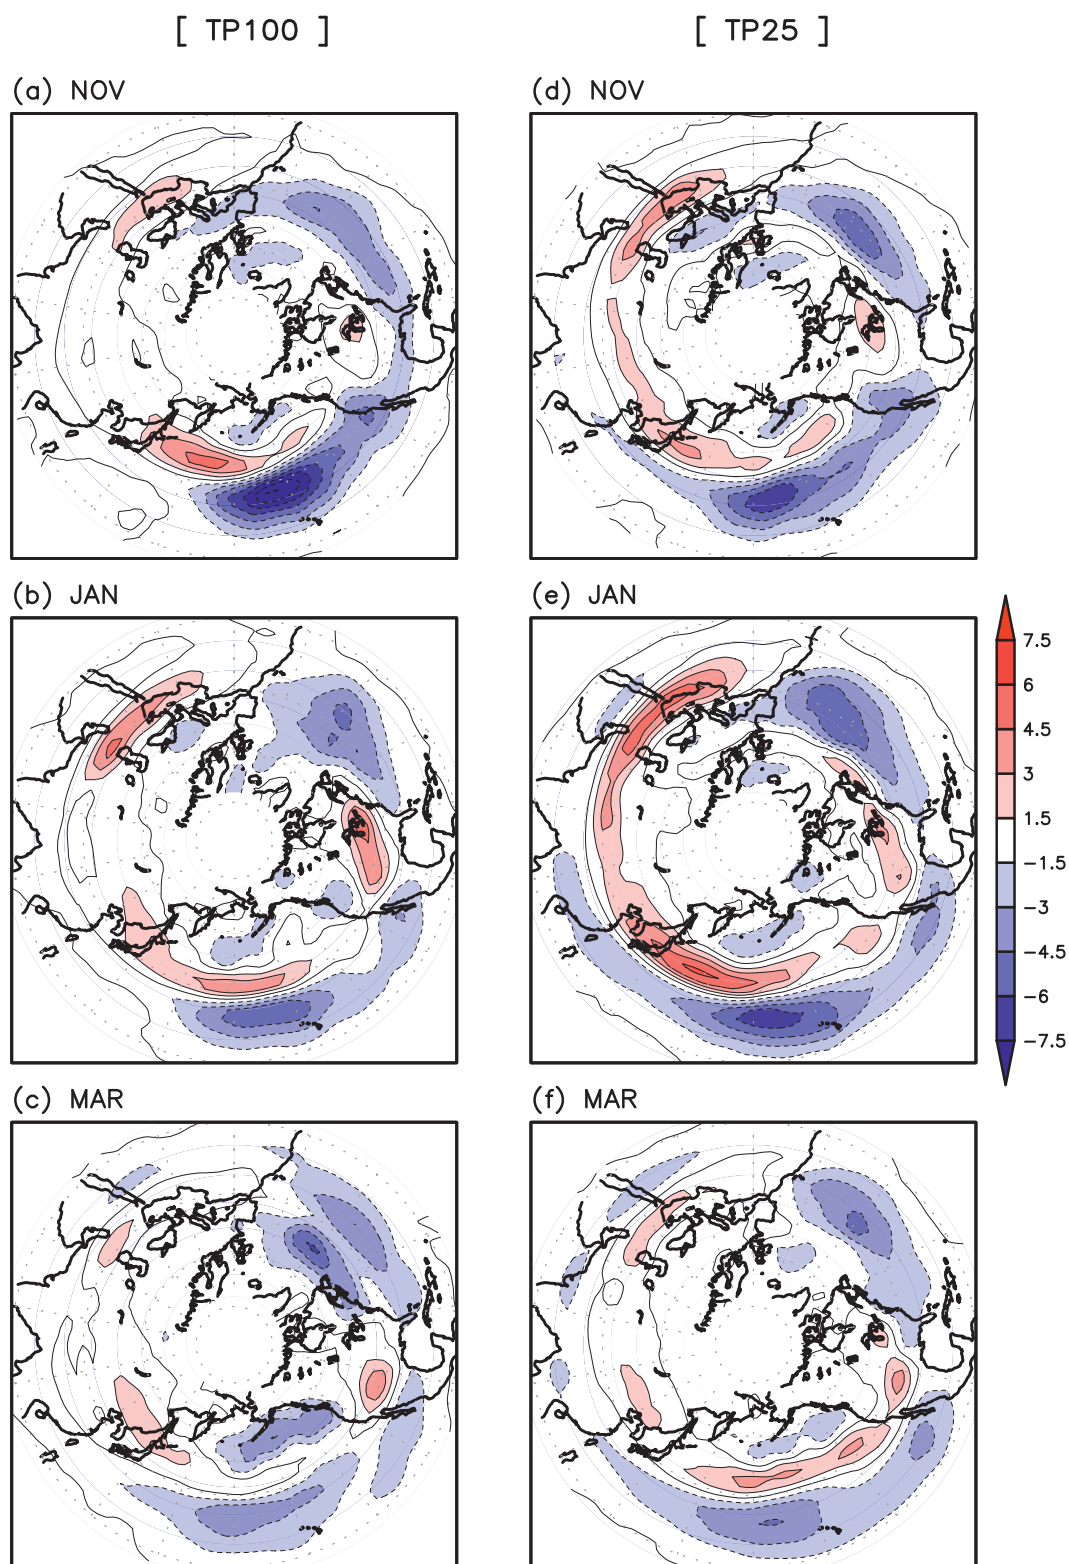 [ TP100 ]
[ TP25 ]
(a) NOV
(d) NOV
(b) JAN
(e) JAN
7.5
6
4.5
3
1.5
−1.5
−3
−4.5
−6
−7.5
(c) MAR
(f) MAR